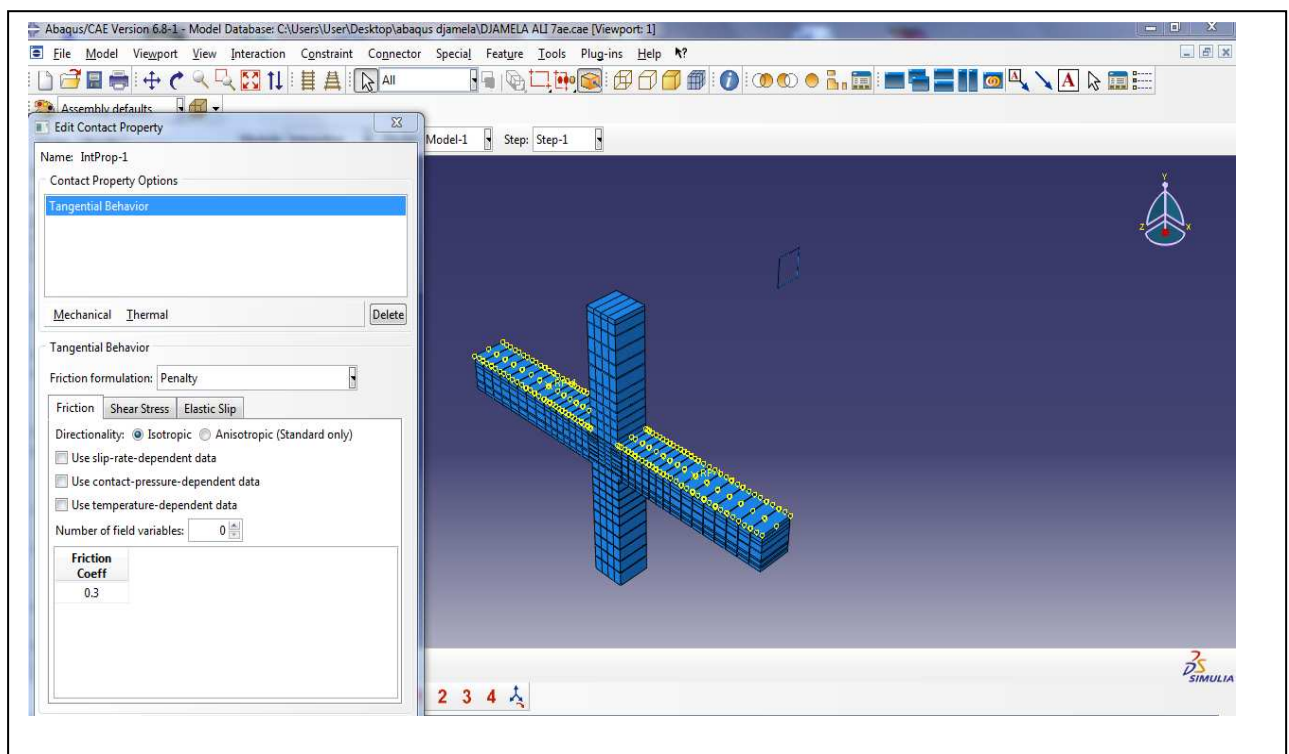 Abaqus/CAE Version 6.8-1 - Model Database: C:\Users\User\Desktop\abaqus djamela\DJAMELA ALI 7ae.cae [Viewport: 1]
File Model Viewport View Interaction Constraint Connector Special Feature Tools Plug-ins Help
All
A A
Assembly defaults
Edit Contact Property
Model-1 Step: Step-1
Name: IntProp-1
Contact Property Options
Tangential Behavior
Mechanical Thermal Delete
Tangential Behavior
Friction formulation: Penalty
Friction Shear Stress Elastic Slip
Directionality: Isotropic Anisotropic (Standard only)
Use slip-rate-dependent data
Use contact-pressure-dependent data
Use temperature-dependent data
Number of field variables: 0
Friction
Coeff
0.3
Y
Z X
2 3 4
SIMULIA